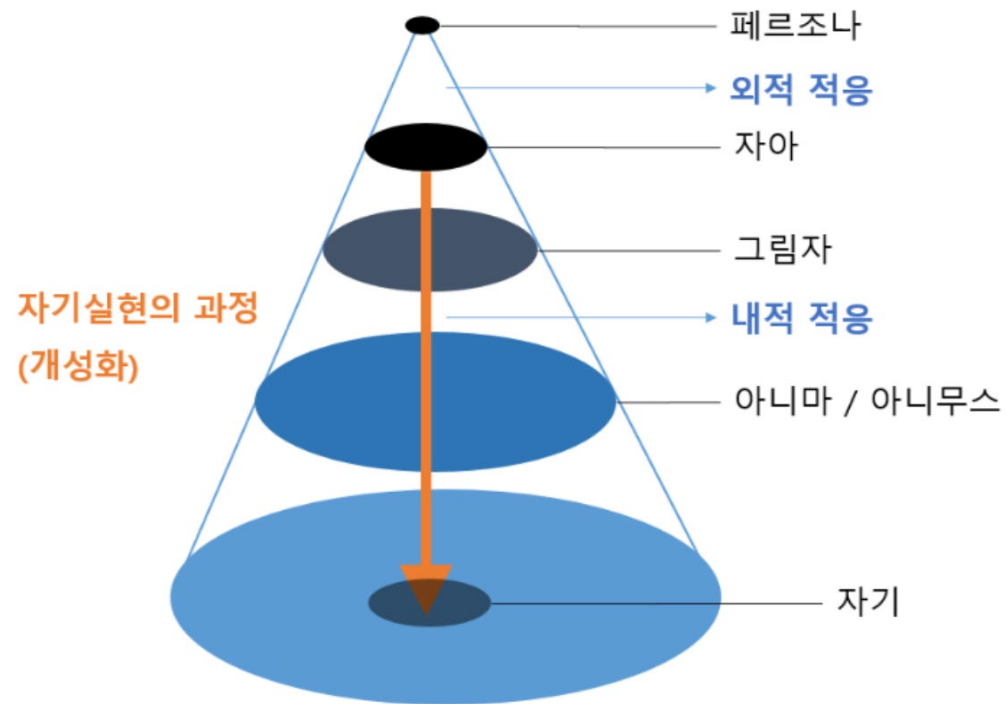 페르조나
외적 적응
자아
그림자
자기실현의 과정
(개성화)
내적 적응
아니마 / 아니무스
자기